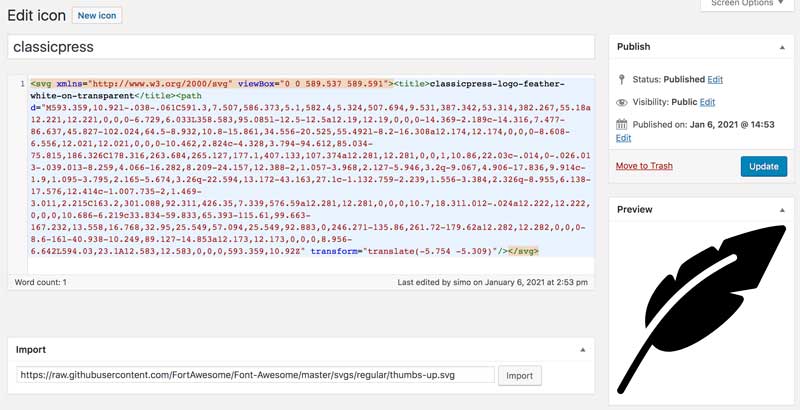 Edit icon
New icon
Screen Options
classicpress
1
<svg xmlns="http://www.w3.org/2000/svg" viewBox="0 0 589.537 589.591"><title>classicpress-logo-feather-
white-on-transparent</title><path
d="M593.359,10.92l-.038-.061C591.3,7.507,586.373,5.1,582.4,5.324,507.694,9.531,387.342,53.314,382.267,55.18a
12.221,12.221,0,0,0-6.729,6.033L358.583,95.0851-12.5-12.5a12.19,12.19,0,0,0-14.369-2.189c-14.316,7.477-
86.637,45.827-102.024,64.5-8.932,10.8-15.861,34.556-20.525,55.4921-8.2-16.308a12.174,12.174,0,0,0-8.608-
6.556,12.021,12.021,0,0,0-10.462,2.824c-4.328,3.794-94.612,85.034-
75.815,186.326C178.316,263.684,265.127,177.1,407.133,107.374a12.281,12.281,0,0,1,10.86,22.03c-.014,0-.026.01
3-.039.013-8.259,4.066-16.282,8.209-24.157,12.388-2,1.057-3.968,2.127-5.946,3.2q-9.067,4.906-17.836,9.914c-
1.9,1.095-3.795,2.165-5.674,3.26q-22.594,13.172-43.163,27.1c-1.132.759-2.239,1.556-3.384,2.326q-8.955,6.138-
17.576,12.414c-1.007.735-2,1.469-
3.011,2.215C163.2,301.088,92.311,426.35,7.339,576.59a12.281,12.281,0,0,0,10.7,18.311.012-.024a12.222,12.222,
0,0,0,10.686-6.219c33.834-59.833,65.393-115.61,99.663-
167.232,13.558,16.768,32.95,25.549,57.094,25.549,92.883,0,246.271-135.86,261.72-179.62a12.282,12.282,0,0,0-
8.6-161-40.938-10.249,89.127-14.853a12.173,12.173,0,0,0,8.956-
6.642L594.03,23.1A12.583,12.583,0,0,0,593.359,10.92Z" transform="translate(-5.754 -5.309)"/></svg>
Word count: 1
Last edited by simo on January 6, 2021 at 2:53 pm
Import
https://raw.githubusercontent.com/FortAwesome/Font-Awesome/master/svgs/regular/thumbs-up.svg
Import
Publish
Status: Published Edit
Visibility: Public Edit
Published on: Jan 6, 2021 @ 14:53
Edit
Move to Trash
Update
Preview